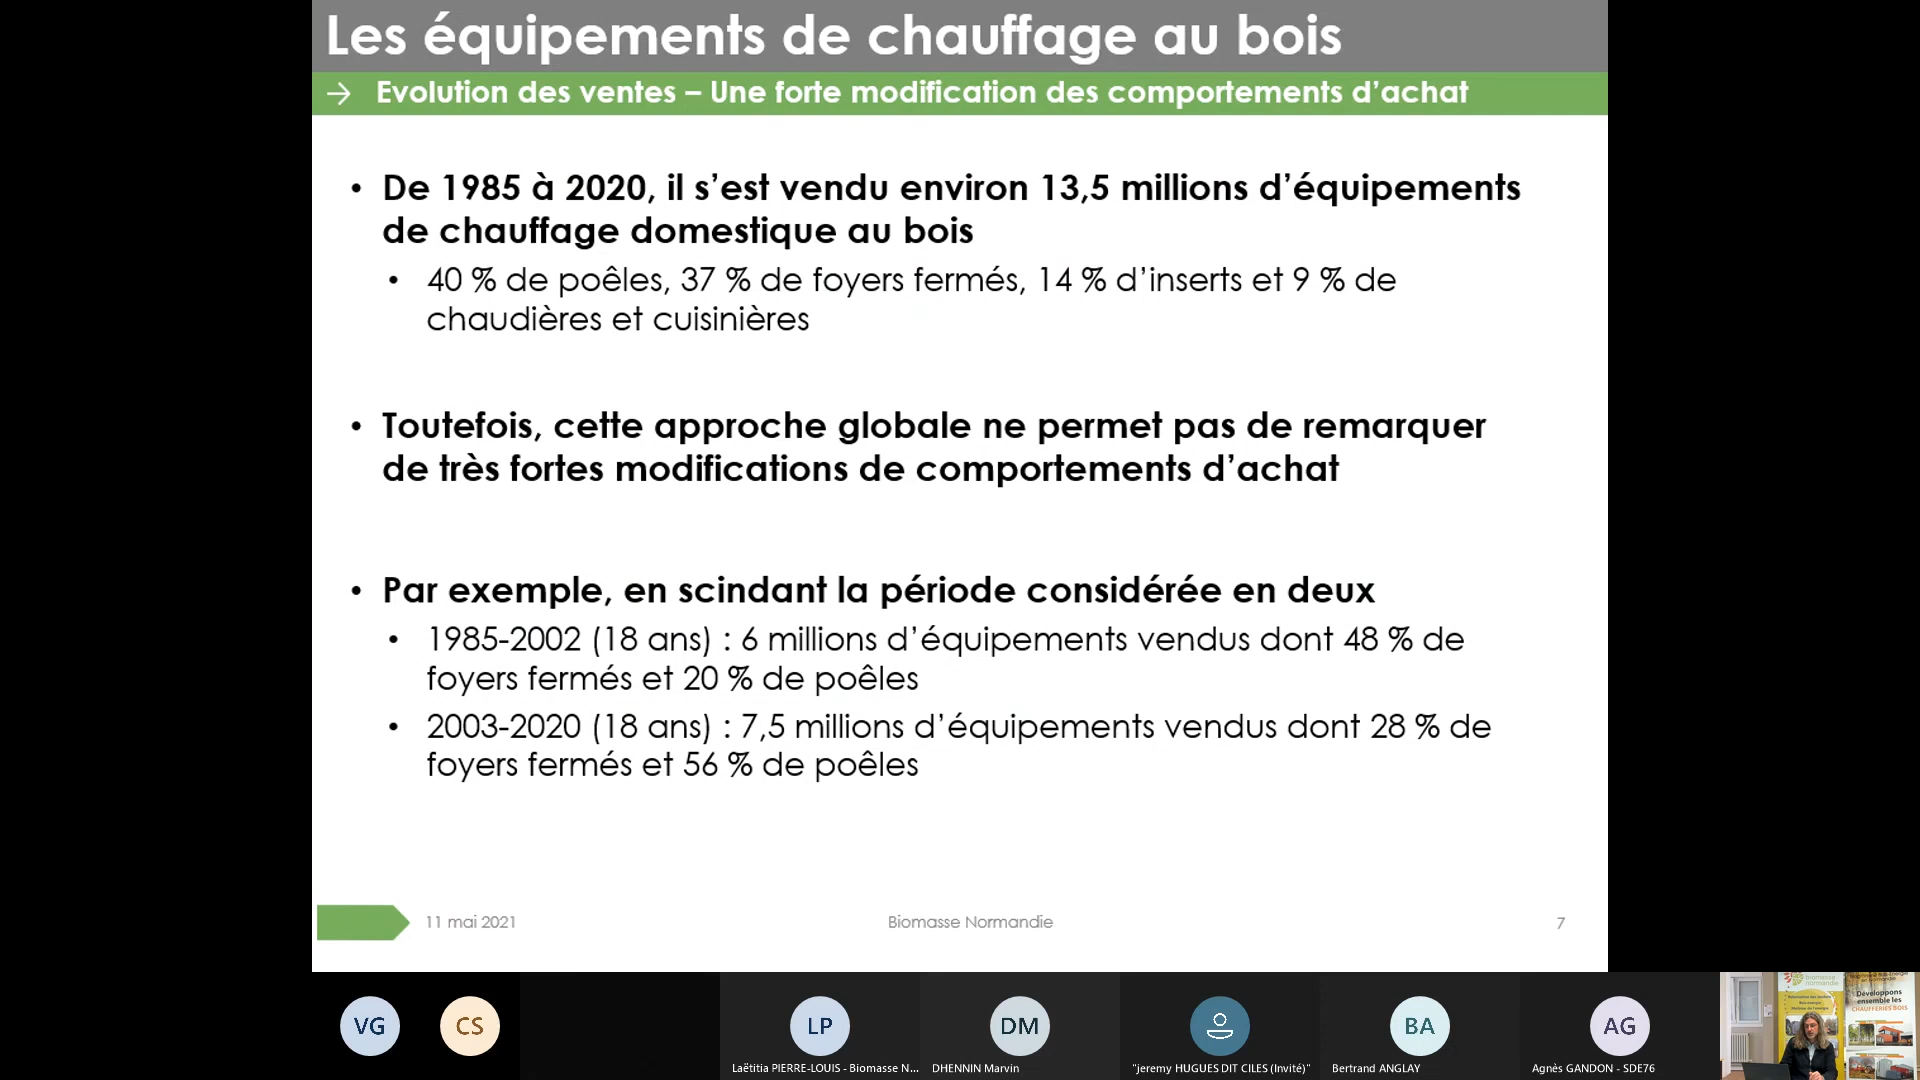 Les équipements de chauffage au bois
→ Evolution des ventes – Une forte modification des comportements d’achat
• De 1985 à 2020, il s’est vendu environ 13,5 millions d’équipements
de chauffage domestique au bois
• 40 % de poêles, 37 % de foyers fermés, 14 % d’inserts et 9 % de
chaudières et cuisinières
• Toutefois, cette approche globale ne permet pas de remarquer
de très fortes modifications de comportements d’achat
• Par exemple, en scindant la période considérée en deux
• 1985-2002 (18 ans) : 6 millions d’équipements vendus dont 48 % de
foyers fermés et 20 % de poêles
• 2003-2020 (18 ans) : 7,5 millions d’équipements vendus dont 28 % de
foyers fermés et 56 % de poêles
11 mai 2021
Biomasse Normandie
7
VG
CS
LP
DM
BA
AG
Laëtitia PIERRE-LOUIS - Biomasse N...
DHENNIN Marvin
"jeremy HUGUES DIT CILES (Invité)"
Bertrand ANGLAY
Agnès GANDON - SDE76
biomasse
normandie
Développons
ensemble les
CHAUFFERIES BOIS